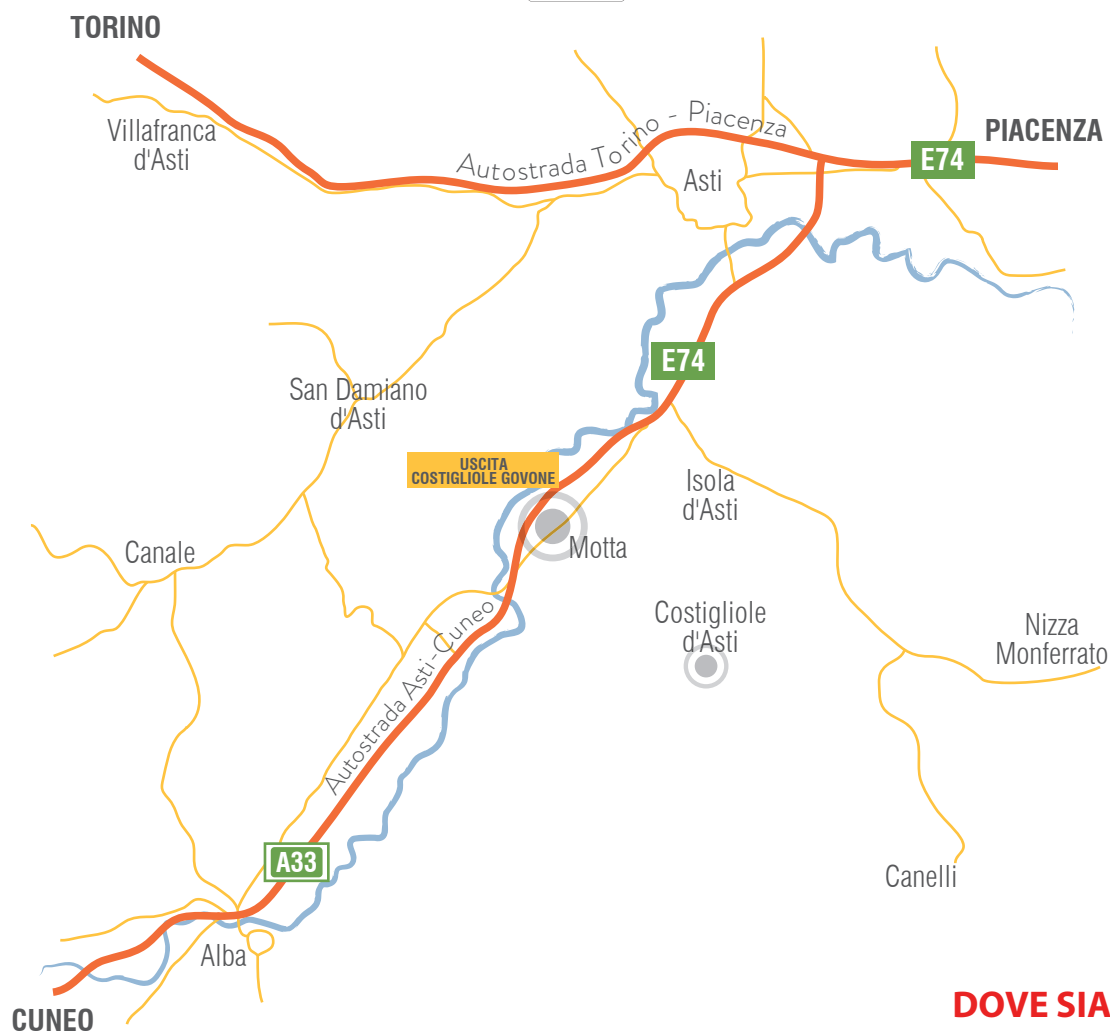 TORINO
Villafranca
d'Asti
Autostrada Torino - Piacenza
PIACENZA
E74
Asti
E74
San Damiano
d'Asti
USCITA
COSTIGLIOLE GOVONE
Isola
d'Asti
Motta
Canale
Costigliole
d'Asti
Nizza
Monferrato
Autostrada Asti-Cuneo
A33
Canelli
Alba
CUNEO
DOVE SIA